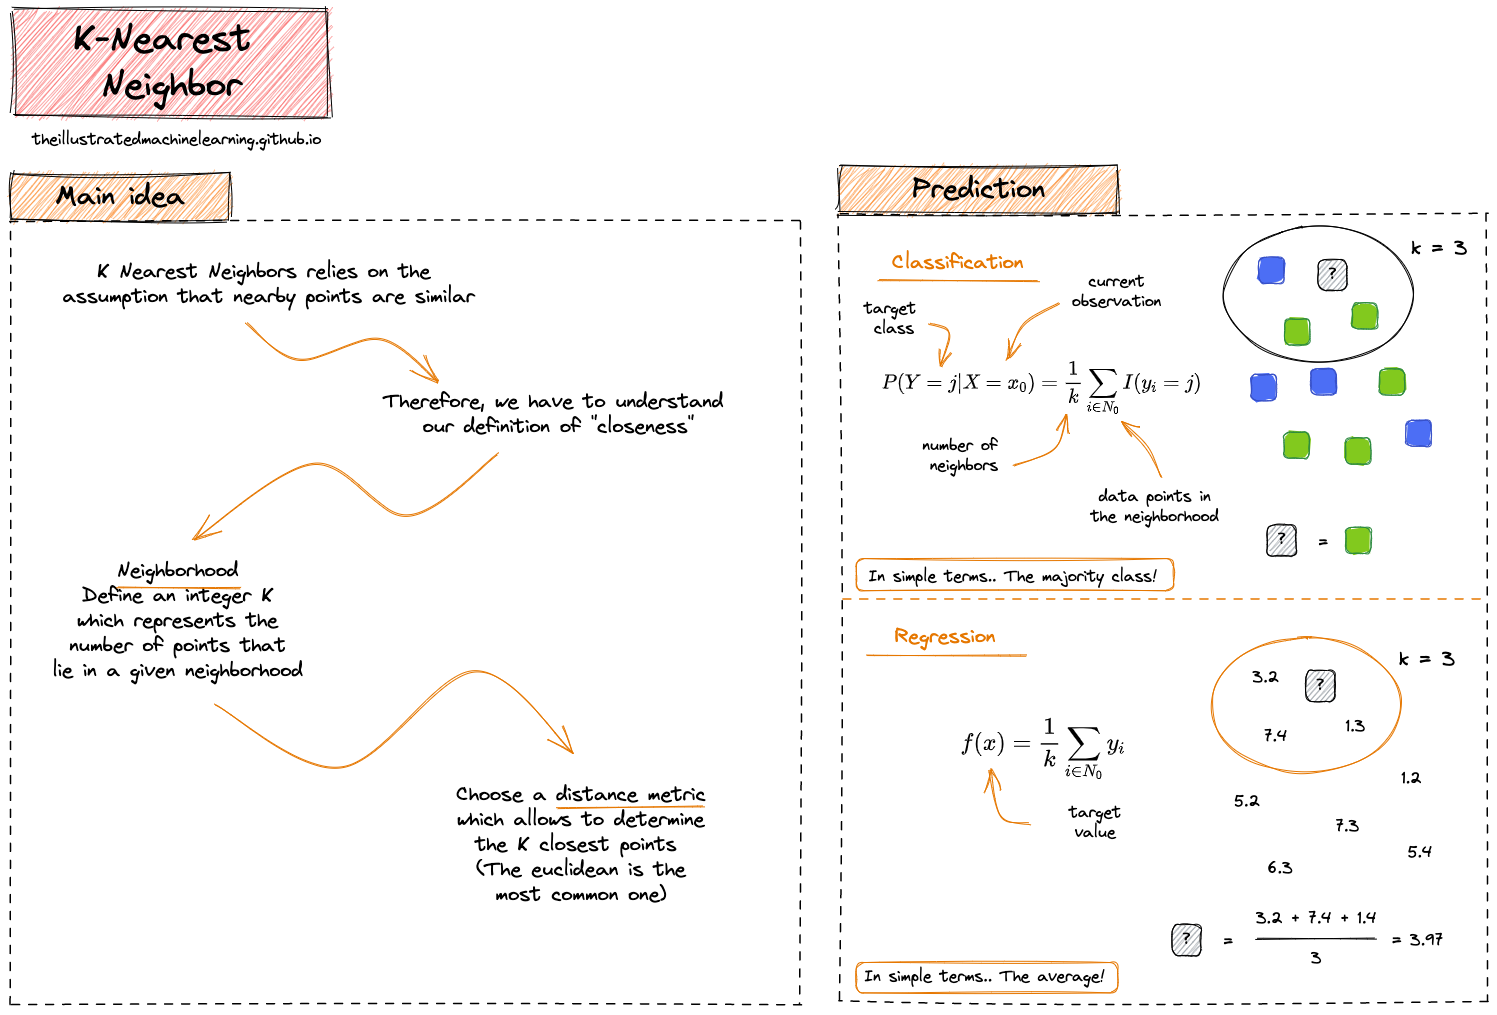 K-Nearest
Neighbor
theillustratedmachinelearning.github.io
Main idea
K Nearest Neighbors relies on the
assumption that nearby points are similar
Therefore, we have to understand
our definition of "closeness"
Neighborhood
Define an integer K
which represents the
number of points that
lie in a given neighborhood
Choose a distance metric
which allows to determine
the K closest points
(The euclidean is the
most common one)
Prediction
Classification
k = 3
?
current
observation
target
class
P(Y = j|X = x₀) = 1/k ∑ i∈N₀ I(yᵢ = j)
number of
neighbors
data points in
the neighborhood
? =
In simple terms.. The majority class!
Regression
k = 3
3.2 ?
7.4 1.3
1.2
5.2
7.3
5.4
6.3
f(x) = 1/k ∑ i∈N₀ yᵢ
target
value
3.2 + 7.4 + 1.4
? = = 3.97
3
In simple terms.. The average!